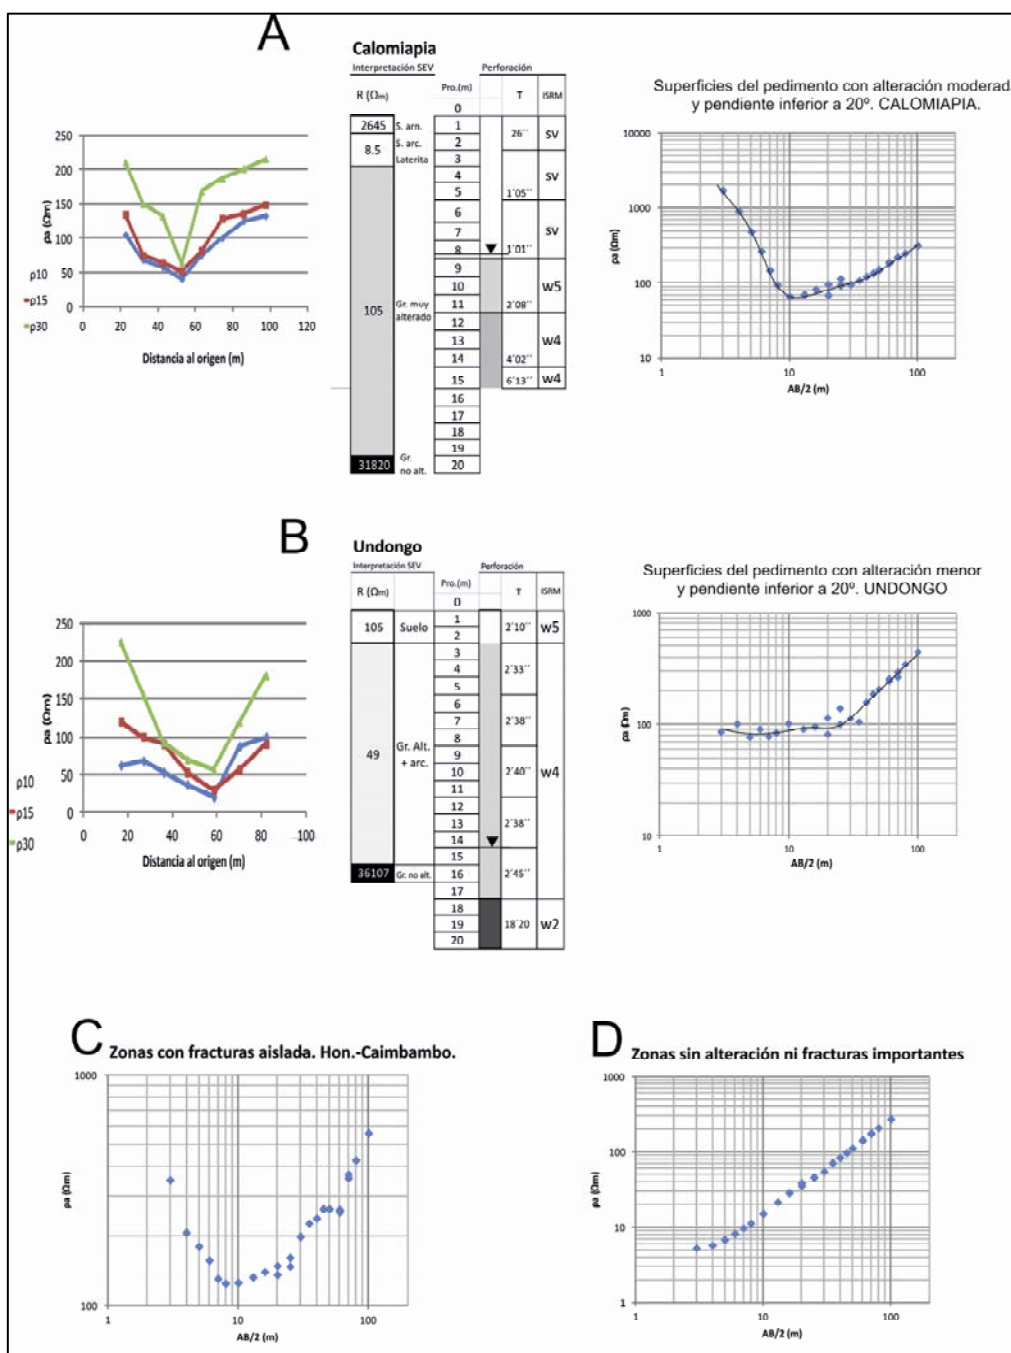 A
Calomiapia
Interpretación SEV
Perforación
R (Ωm)
Pro.(m)
T
ISRM
0
2645
S. arn.
1
26´´
sv
8.5
S. arc.
2
Laterita
3
4
sv
5
1´05´´
6
7
sv
8
1´01´´
9
10
w5
105
Gr. muy
alterado
11
2´08´´
12
13
w4
14
4´02´´
15
6´13´´
w4
16
17
18
19
31820
Gr.
no alt.
20
250
200
150
100
50
0
ρa (Ωm)
0 20 40 60 80 100 120
Distancia al origen (m)
ρ10
ρ15
ρ30
Superficies del pedimento con alteración moderad
y pendiente inferior a 20º. CALOMIAPIA.
10000
1000
100
10
ρa (Ωm)
1 10 100
AB/2 (m)
B
Undongo
Interpretación SEV
Perforación
R (Ωm)
Pro.(m)
T
ISRM
0
105
Suelo
1
2
2´10´´
w5
3
4
2´33´´
5
6
7
2´38´´
8
49
Gr. Alt.
+ arc.
9
10
2´40´´
w4
11
12
13
2´38´´
14
15
36107
Gr. no alt.
16
2´45´´
17
18
19
18´20
w2
20
250
200
150
100
50
0
ρa (Ωm)
0 20 40 60 80 100
Distancia al origen (m)
ρ10
ρ15
ρ30
Superficies del pedimento con alteración menor
y pendiente inferior a 20º. UNDONGO
1000
100
10
ρa (Ωm)
1 10 100
AB/2 (m)
C
Zonas con fracturas aislada. Hon.-Caimbambo.
1000
100
ρa (Ωm)
1 10 100
AB/2 (m)
D
Zonas sin alteración ni fracturas importantes
1000
100
10
1
ρa (Ωm)
1 10 100
AB/2 (m)